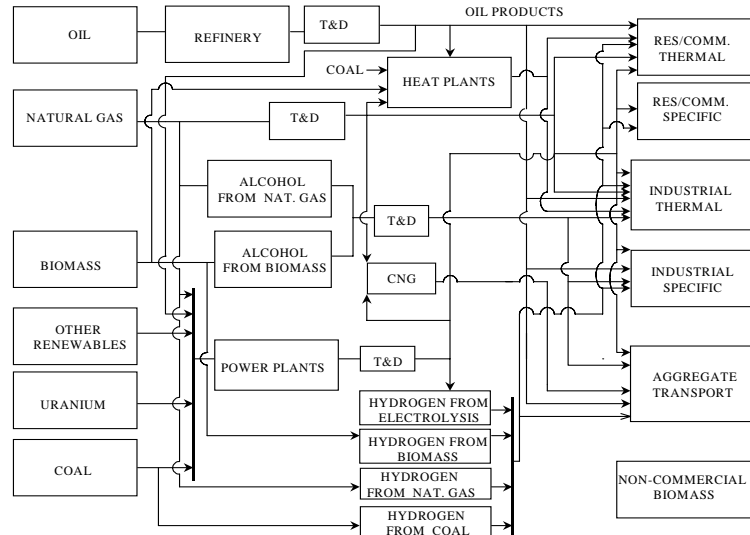 OIL PRODUCTS
OIL
REFINERY
T&D
RES/COMM.
THERMAL
COAL
HEAT PLANTS
NATURAL GAS
T&D
RES/COMM.
SPECIFIC
ALCOHOL
FROM NAT. GAS
T&D
INDUSTRIAL
THERMAL
BIOMASS
ALCOHOL
FROM BIOMASS
CNG
INDUSTRIAL
SPECIFIC
OTHER
RENEWABLES
POWER PLANTS
T&D
AGGREGATE
TRANSPORT
URANIUM
HYDROGEN FROM
ELECTROLYSIS
HYDROGEN FROM
BIOMASS
COAL
HYDROGEN
FROM NAT. GAS
NON-COMMERCIAL
BIOMASS
HYDROGEN
FROM COAL